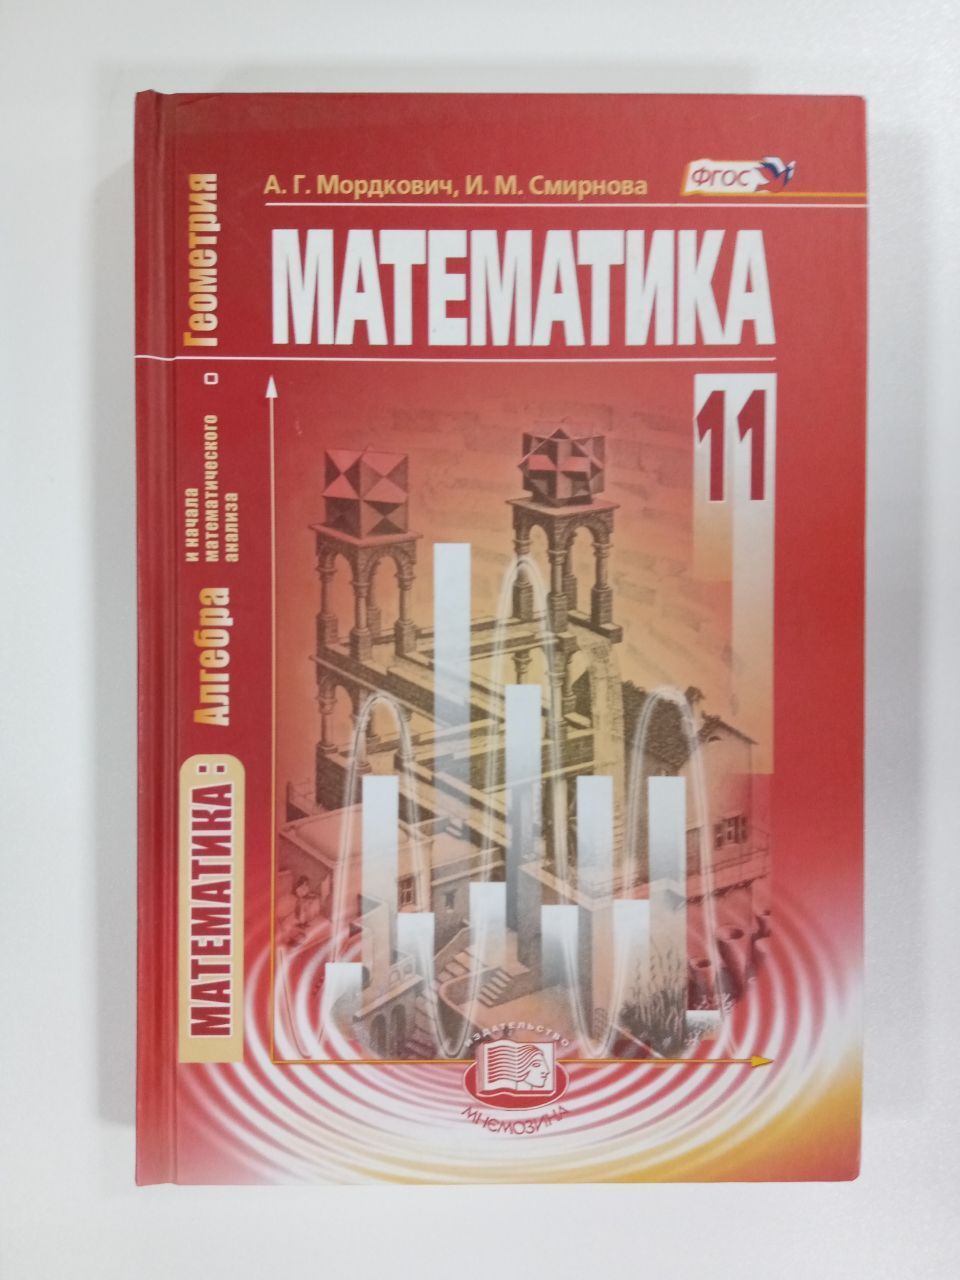 А. Г. Мордкович, И. М. Смирнова
ФГОС
МАТЕМАТИКА
11
МАТЕМАТИКА:
Алгебра
и начала
математического
анализа
Геометрия
ИЗДАТЕЛЬСТВО
МНЕМОЗИНА